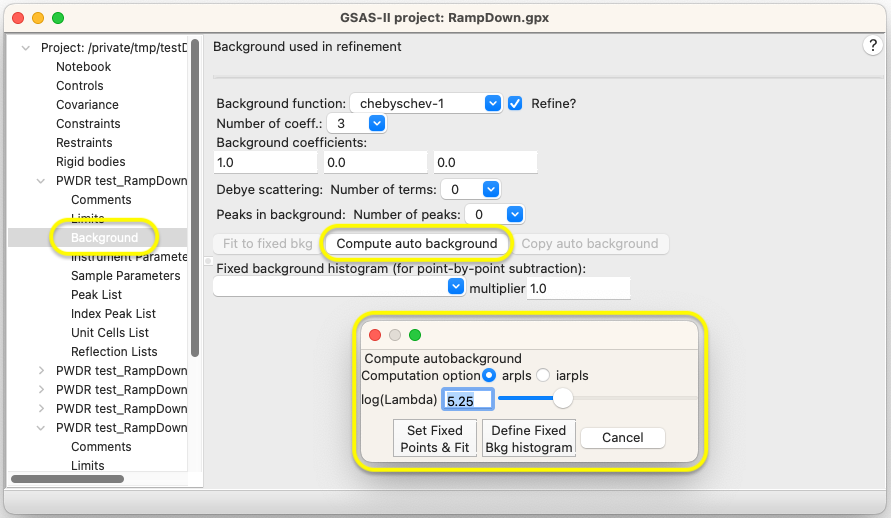 GSAS-II project: RampDown.gpx
Project: /private/tmp/testD
Notebook
Controls
Covariance
Constraints
Restraints
Rigid bodies
PWDR test_RampDown
Comments
Limits
Background
Instrument Paramete
Sample Parameters
Peak List
Index Peak List
Unit Cells List
Reflection Lists
PWDR test_RampDown
PWDR test_RampDown
PWDR test_RampDown
PWDR test_RampDown
Comments
Limits
Background used in refinement ?
Background function: chebyschev-1 Refine?
Number of coeff.: 3
Background coefficients:
1.0 0.0 0.0
Debye scattering: Number of terms: 0
Peaks in background: Number of peaks: 0
Fit to fixed bkg Compute auto background Copy auto background
Fixed background histogram (for point-by-point subtraction):
multiplier 1.0
Compute autobackground
Computation option arpls iarpls
log(Lambda) 5.25
Set Fixed
Points & Fit
Define Fixed
Bkg histogram
Cancel